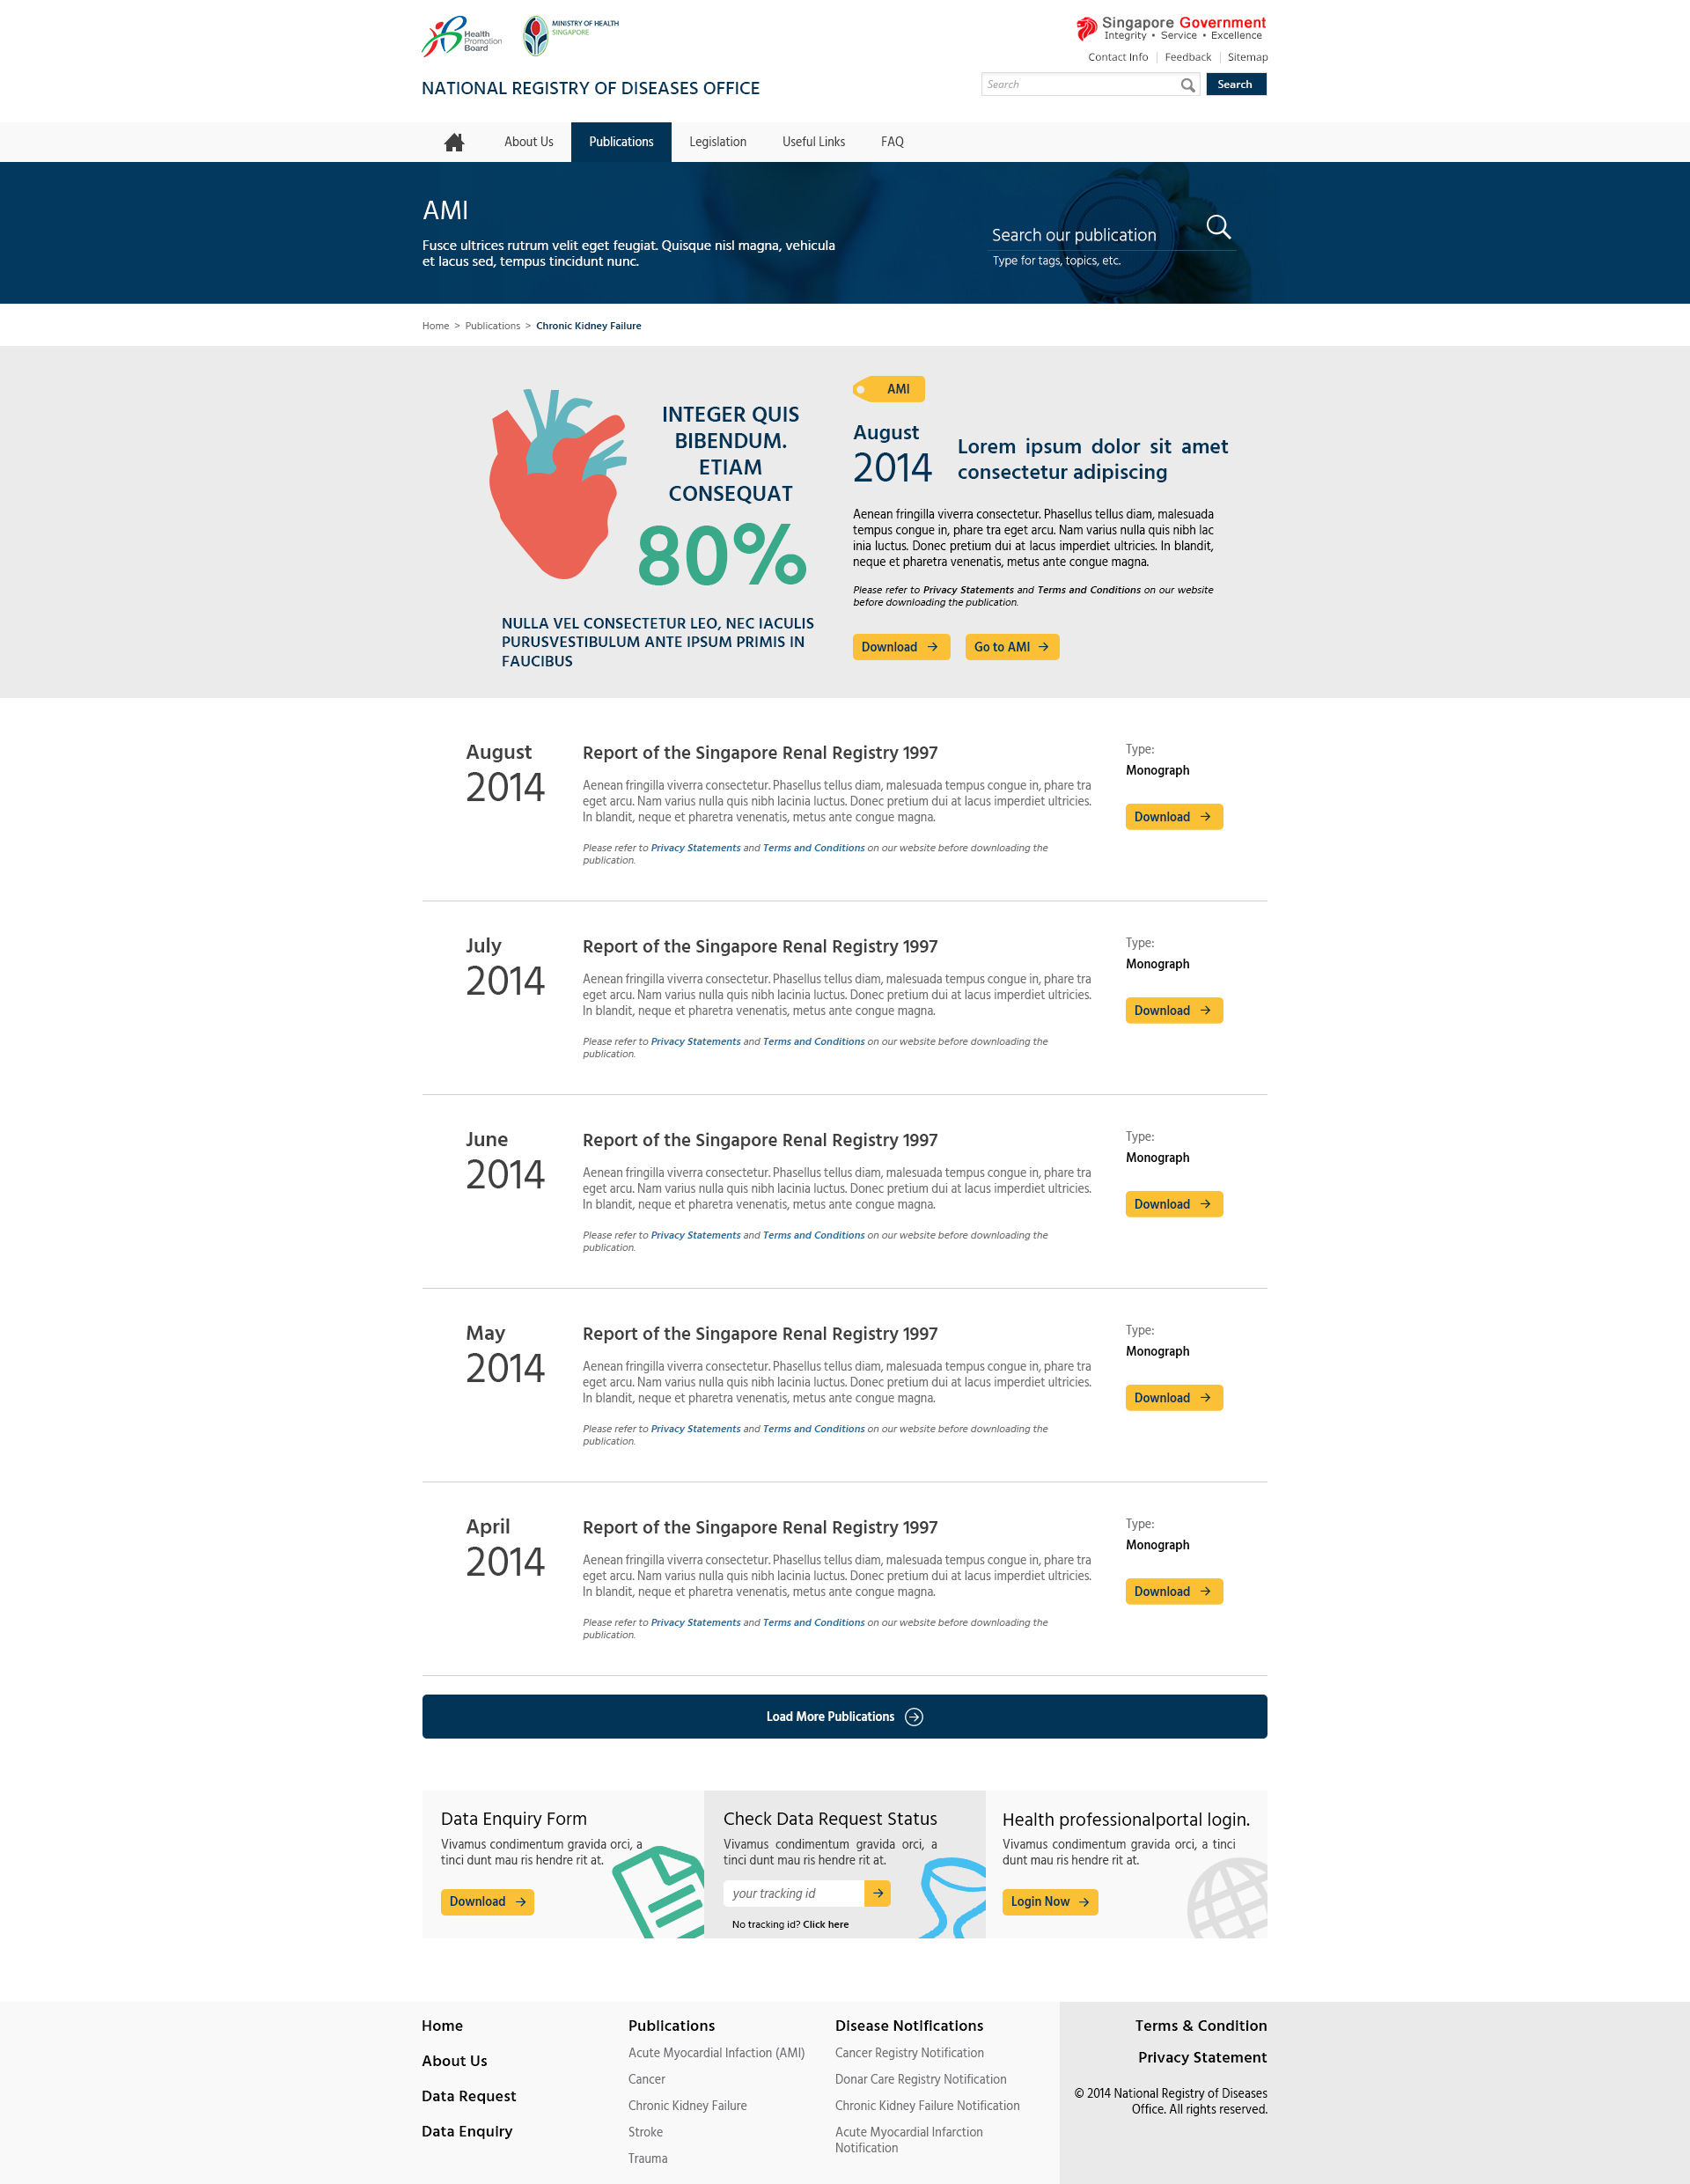 Health
Promotion
Board
MINISTRY OF HEALTH
SINGAPORE
Singapore Government
Integrity • Service • Excellence
Contact Info | Feedback | Sitemap
NATIONAL REGISTRY OF DISEASES OFFICE
Search
Search
About Us
Publications
Legislation
Useful Links
FAQ
AMI
Fusce ultrices rutrum velit eget feugiat. Quisque nisl magna, vehicula
et lacus sed, tempus tincidunt nunc.
Search our publication
Type for tags, topics, etc.
Home > Publications > Chronic Kidney Failure
INTEGER QUIS
BIBENDUM.
ETIAM
CONSEQUAT
80%
NULLA VEL CONSECTETUR LEO, NEC IACULIS
PURUSVESTIBULUM ANTE IPSUM PRIMIS IN
FAUCIBUS
AMI
August
2014
Lorem ipsum dolor sit amet
consectetur adipiscing
Aenean fringilla viverra consectetur. Phasellus tellus diam, malesuada
tempus congue in, phare tra eget arcu. Nam varius nulla quis nibh lac
inia luctus. Donec pretium dui at lacus imperdiet ultricies. In blandit,
neque et pharetra venenatis, metus ante congue magna.
Please refer to Privacy Statements and Terms and Conditions on our website
before downloading the publication.
Download
Go to AMI
August
2014
Report of the Singapore Renal Registry 1997
Aenean fringilla viverra consectetur. Phasellus tellus diam, malesuada tempus congue in, phare tra
eget arcu. Nam varius nulla quis nibh lacinia luctus. Donec pretium dui at lacus imperdiet ultricies.
In blandit, neque et pharetra venenatis, metus ante congue magna.
Please refer to Privacy Statements and Terms and Conditions on our website before downloading the
publication.
Type:
Monograph
Download
July
2014
Report of the Singapore Renal Registry 1997
Aenean fringilla viverra consectetur. Phasellus tellus diam, malesuada tempus congue in, phare tra
eget arcu. Nam varius nulla quis nibh lacinia luctus. Donec pretium dui at lacus imperdiet ultricies.
In blandit, neque et pharetra venenatis, metus ante congue magna.
Please refer to Privacy Statements and Terms and Conditions on our website before downloading the
publication.
Type:
Monograph
Download
June
2014
Report of the Singapore Renal Registry 1997
Aenean fringilla viverra consectetur. Phasellus tellus diam, malesuada tempus congue in, phare tra
eget arcu. Nam varius nulla quis nibh lacinia luctus. Donec pretium dui at lacus imperdiet ultricies.
In blandit, neque et pharetra venenatis, metus ante congue magna.
Please refer to Privacy Statements and Terms and Conditions on our website before downloading the
publication.
Type:
Monograph
Download
May
2014
Report of the Singapore Renal Registry 1997
Aenean fringilla viverra consectetur. Phasellus tellus diam, malesuada tempus congue in, phare tra
eget arcu. Nam varius nulla quis nibh lacinia luctus. Donec pretium dui at lacus imperdiet ultricies.
In blandit, neque et pharetra venenatis, metus ante congue magna.
Please refer to Privacy Statements and Terms and Conditions on our website before downloading the
publication.
Type:
Monograph
Download
April
2014
Report of the Singapore Renal Registry 1997
Aenean fringilla viverra consectetur. Phasellus tellus diam, malesuada tempus congue in, phare tra
eget arcu. Nam varius nulla quis nibh lacinia luctus. Donec pretium dui at lacus imperdiet ultricies.
In blandit, neque et pharetra venenatis, metus ante congue magna.
Please refer to Privacy Statements and Terms and Conditions on our website before downloading the
publication.
Type:
Monograph
Download
Load More Publications
Data Enquiry Form
Vivamus condimentum gravida orci, a
tinci dunt mau ris hendre rit at.
Download
Check Data Request Status
Vivamus condimentum gravida orci, a
tinci dunt mau ris hendre rit at.
your tracking id
No tracking id? Click here
Health professionalportal login.
Vivamus condimentum gravida orci, a tinci
dunt mau ris hendre rit at.
Login Now
Home
About Us
Data Request
Data Enquiry
Publications
Acute Myocardial Infaction (AMI)
Cancer
Chronic Kidney Failure
Stroke
Trauma
Disease Notifications
Cancer Registry Notification
Donar Care Registry Notification
Chronic Kidney Failure Notification
Acute Myocardial Infarction
Notification
Terms & Condition
Privacy Statement
© 2014 National Registry of Diseases
Office. All rights reserved.